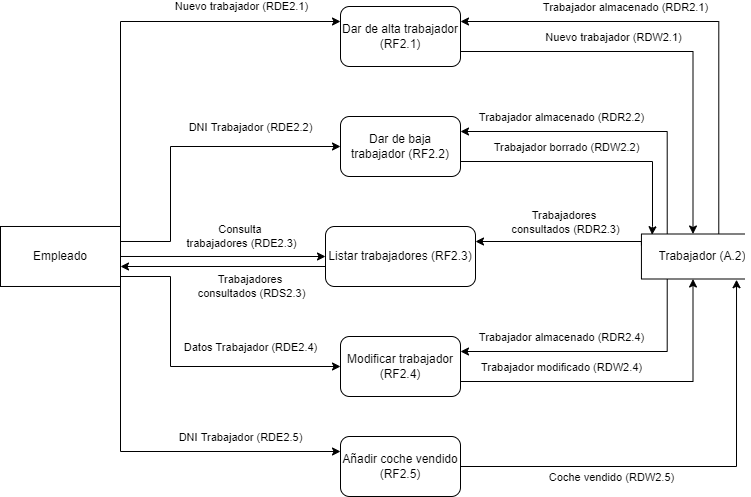 Nuevo trabajador (RDE2.1)
Trabajador almacenado (RDR2.1)
Dar de alta trabajador
(RF2.1)
Nuevo trabajador (RDW2.1)
DNI Trabajador (RDE2.2)
Trabajador almacenado (RDR2.2)
Dar de baja
trabajador (RF2.2)
Trabajador borrado (RDW2.2)
Consulta
trabajadores (RDE2.3)
Trabajadores
consultados (RDR2.3)
Empleado
Listar trabajadores (RF2.3)
Trabajador (A.2)
Trabajadores
consultados (RDS2.3)
Datos Trabajador (RDE2.4)
Trabajador almacenado (RDR2.4)
Modificar trabajador
(RF2.4)
Trabajador modificado (RDW2.4)
DNI Trabajador (RDE2.5)
Añadir coche vendido
(RF2.5)
Coche vendido (RDW2.5)